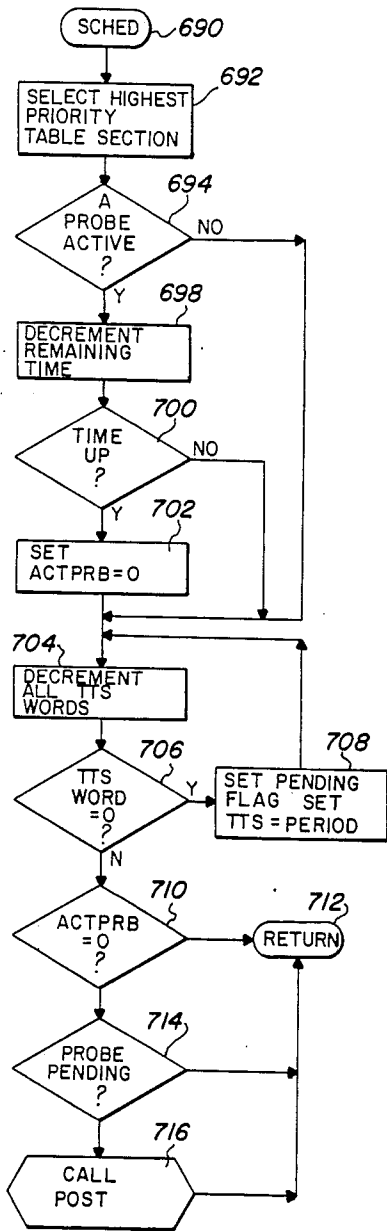 SCHED
690
692
SELECT HIGHEST
PRIORITY
TABLE SECTION
694
A
PROBE
ACTIVE
?
NO
Y
698
DECREMENT
REMAINING
TIME
700
TIME
UP
?
NO
Y
702
SET
ACTPRB=0
704
DECREMENT
ALL TTS
WORDS
706
TTS
WORD
=0
?
Y
N
708
SET PENDING
FLAG SET
TTS=PERIOD
710
ACTPRB
=0
?
712
RETURN
714
PROBE
PENDING
?
716
CALL
POST